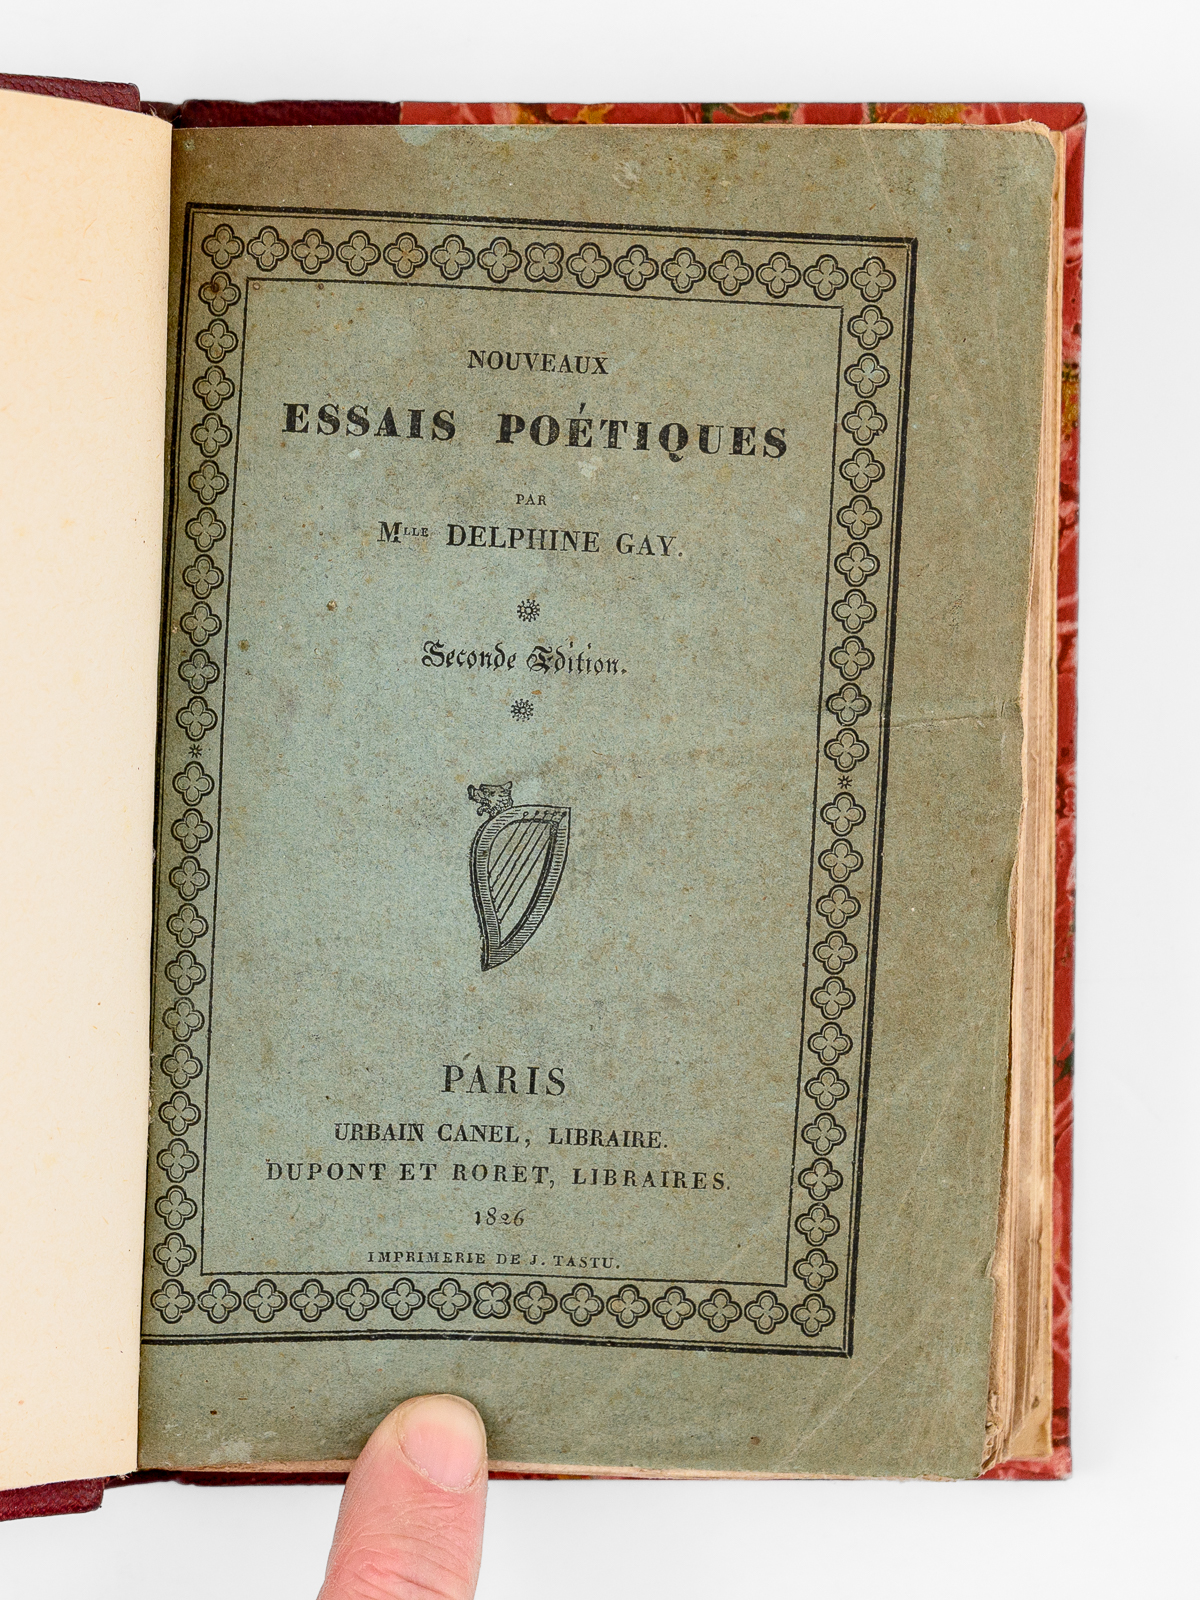 NOUVEAUX
ESSAIS POÉTIQUES
PAR
MLLE DELPHINE GAY.
Seconde Edition.
PARIS
URBAIN CANEL, LIBRAIRE.
DUPONT ET RORET, LIBRAIRES.
1826
IMPRIMERIE DE J. TASTU.